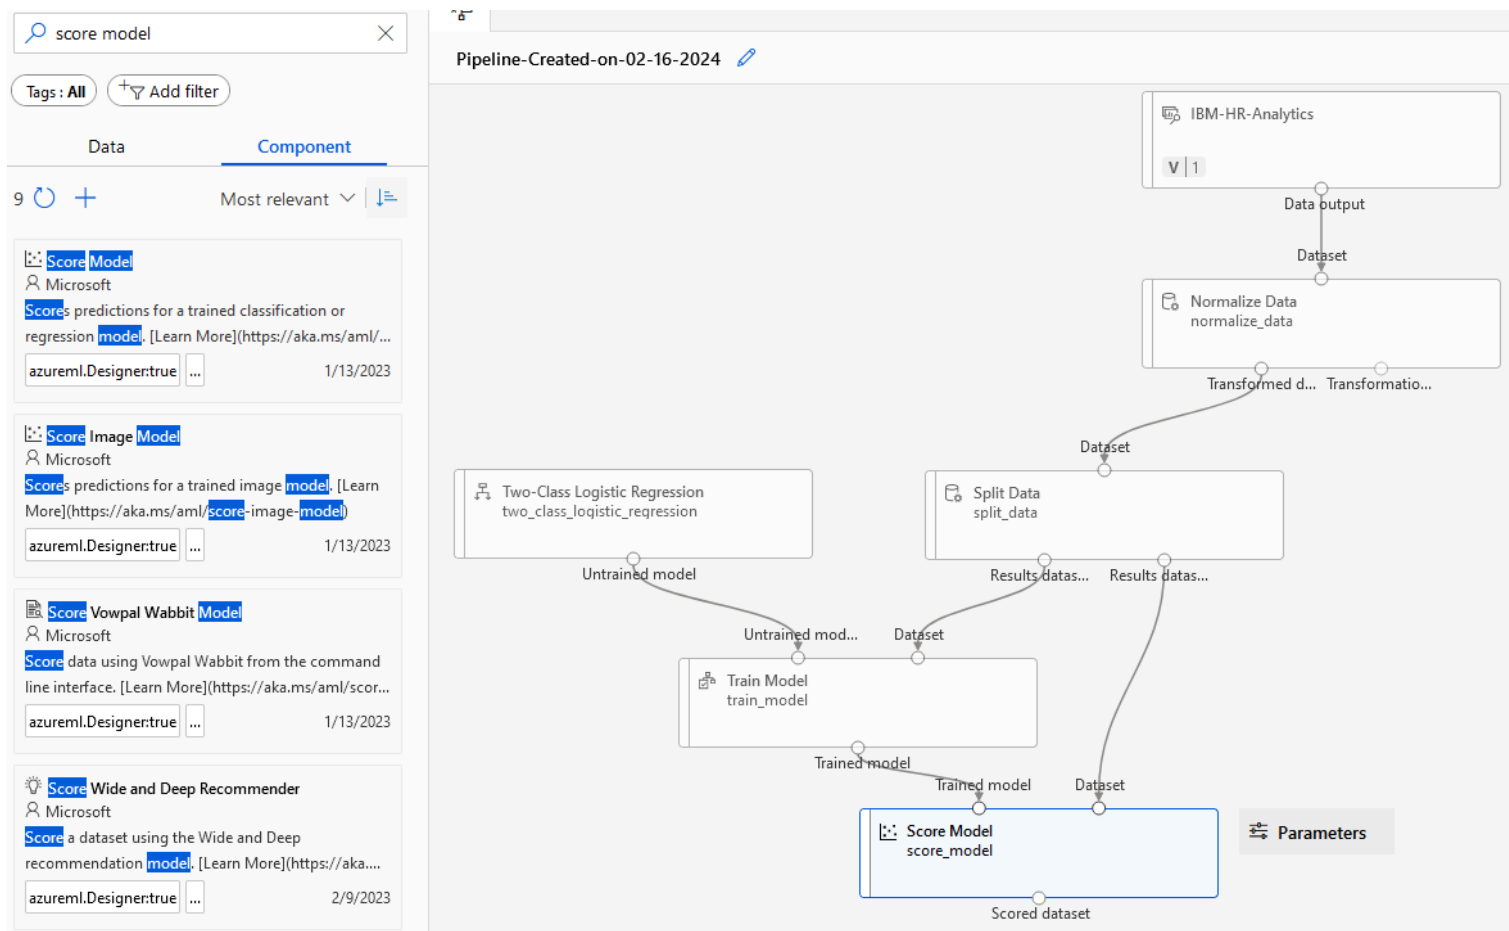 score model
Tags : All
Add filter
Data
Component
9
Most relevant
Score Model
Microsoft
Scores predictions for a trained classification or
regression model. [Learn More](https://aka.ms/aml/...
azureml.Designer:true
...
1/13/2023
Score Image Model
Microsoft
Scores predictions for a trained image model. [Learn
More](https://aka.ms/aml/score-image-model)
azureml.Designer:true
...
1/13/2023
Score Vowpal Wabbit Model
Microsoft
Score data using Vowpal Wabbit from the command
line interface. [Learn More](https://aka.ms/aml/scor...
azureml.Designer:true
...
1/13/2023
Score Wide and Deep Recommender
Microsoft
Score a dataset using the Wide and Deep
recommendation model. [Learn More](https://aka....
azureml.Designer:true
...
2/9/2023
Pipeline-Created-on-02-16-2024
IBM-HR-Analytics
V | 1
Data output
Dataset
Normalize Data
normalize_data
Transformed d...
Transformatio...
Dataset
Two-Class Logistic Regression
two_class_logistic_regression
Split Data
split_data
Untrained model
Results datas...
Results datas...
Untrained mod...
Dataset
Train Model
train_model
Trained model
Trained model
Dataset
Score Model
score_model
Parameters
Scored dataset